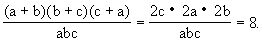 (a + b)(b + c)(c + a) / abc = 2c • 2a • 2b / abc = 8.